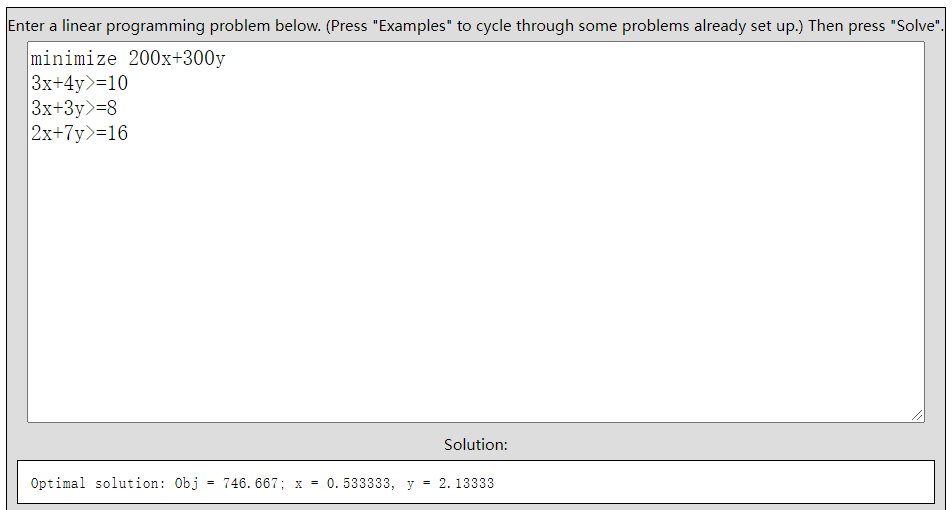 Enter a linear programming problem below. (Press "Examples" to cycle through some problems already set up.) Then press "Solve".
minimize 200x+300y
3x+4y>=10
3x+3y>=8
2x+7y>=16
Solution:
Optimal solution: Obj = 746.667; x = 0.533333, y = 2.13333